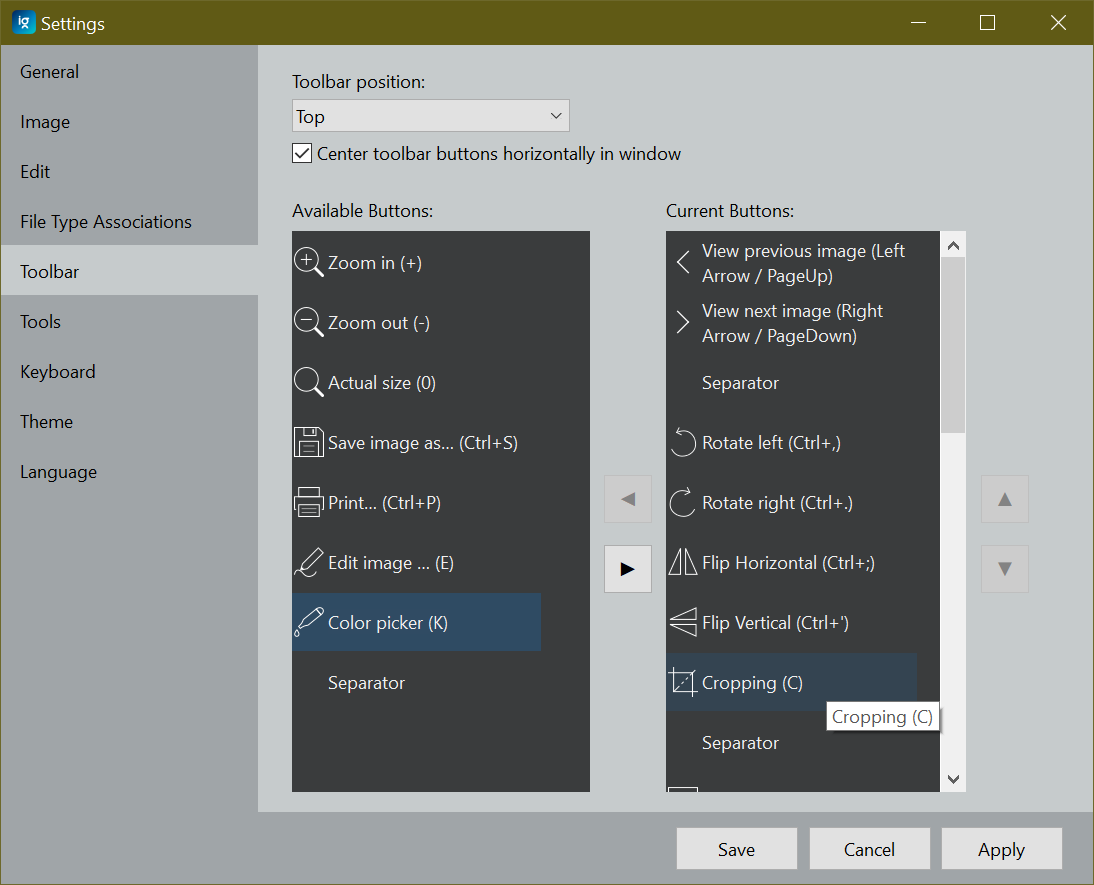 ig Settings
General
Image
Edit
File Type Associations
Toolbar
Tools
Keyboard
Theme
Language
Toolbar position:
Top
Center toolbar buttons horizontally in window
Available Buttons:
Zoom in (+)
Zoom out (-)
Actual size (0)
Save image as... (Ctrl+S)
Print... (Ctrl+P)
Edit image ... (E)
Color picker (K)
Separator
Current Buttons:
View previous image (Left
Arrow / PageUp)
View next image (Right
Arrow / PageDown)
Separator
Rotate left (Ctrl+,)
Rotate right (Ctrl+.)
Flip Horizontal (Ctrl+;)
Flip Vertical (Ctrl+')
Cropping (C)
Cropping (C)
Separator
Save
Cancel
Apply